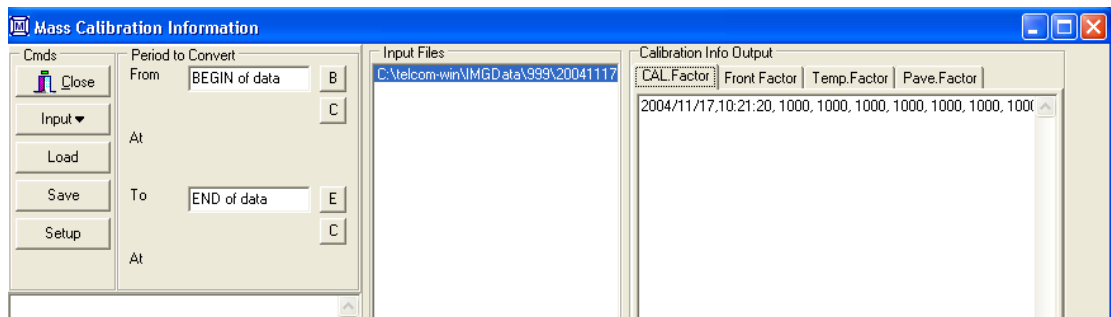 Mass Calibration Information
Cmds
Close
Input
Load
Save
Setup
Period to Convert
From BEGIN of data B
C
At
To END of data E
C
At
Input Files
C:\telcom-win\IMGData\999\20041117
Calibration Info Output
CAL.Factor Front Factor Temp.Factor Pave.Factor
2004/11/17,10:21:20, 1000, 1000, 1000, 1000, 1000, 1000, 100